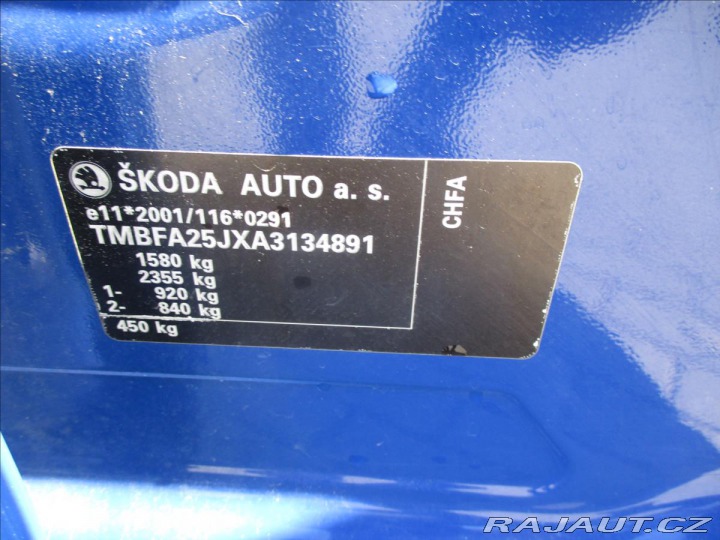 ŠKODA AUTO a. s.
e11*2001/116*0291
TMBFA25JXA3134891
1580 kg
2355 kg
1- 920 kg
2- 840 kg
450 kg
CHFA
RAJAUT.CZ